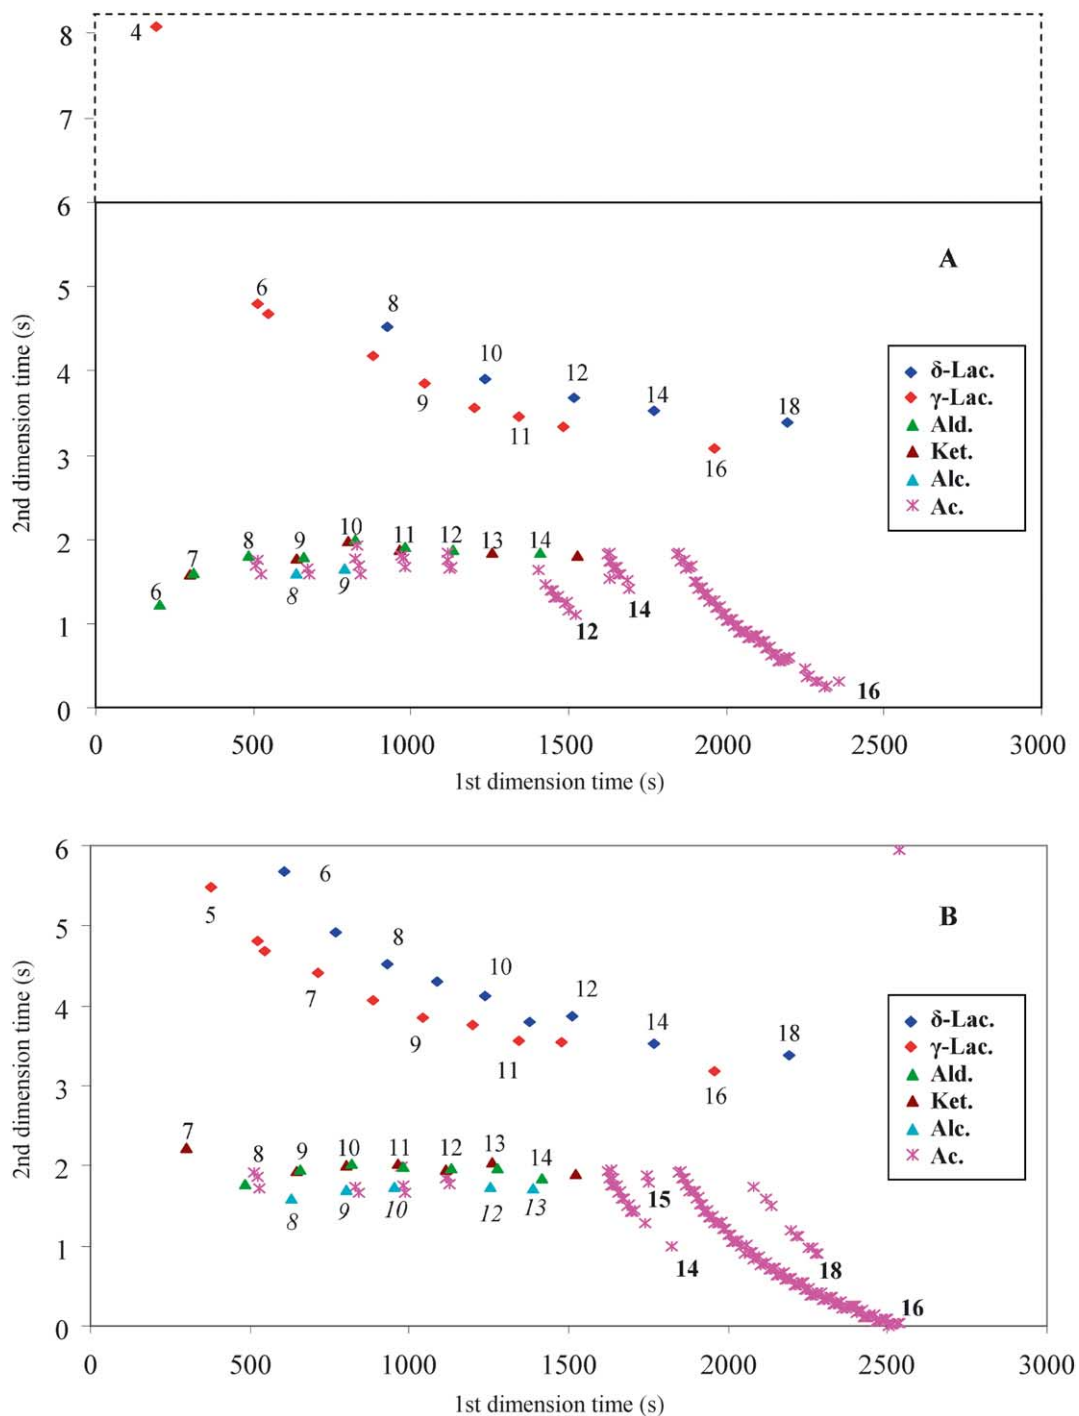 8
4
7
6
A
5
6
8
2nd dimension time (s)
4
10
12
14
18
9
11
16
3
δ-Lac.
γ-Lac.
Ald.
Ket.
Alc.
Ac.
2
7 8 9 10 11 12 13 14
6 8 9
1
12 14
16
0
0 500 1000 1500 2000 2500 3000
1st dimension time (s)
6
6
B
5
5
8
10
12
14
18
2nd dimension time (s)
4
7
9
11
16
3
δ-Lac.
γ-Lac.
Ald.
Ket.
Alc.
Ac.
7 8 9 10 11 12 13 14
2
8 9 10 12 13
15
1
14 18
16
0
0 500 1000 1500 2000 2500 3000
1st dimension time (s)